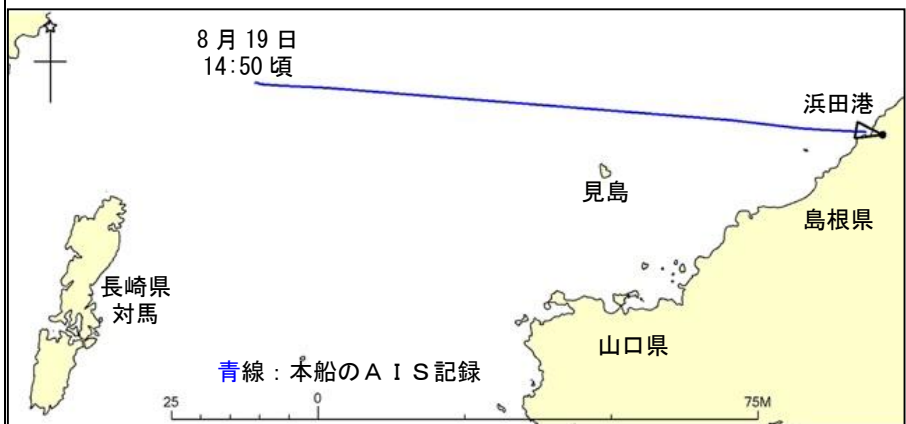 8月19日
14:50頃
浜田港
見島
島根県
長崎県
対馬
山口県
青線：本船のＡＩＳ記録
25
0
75M